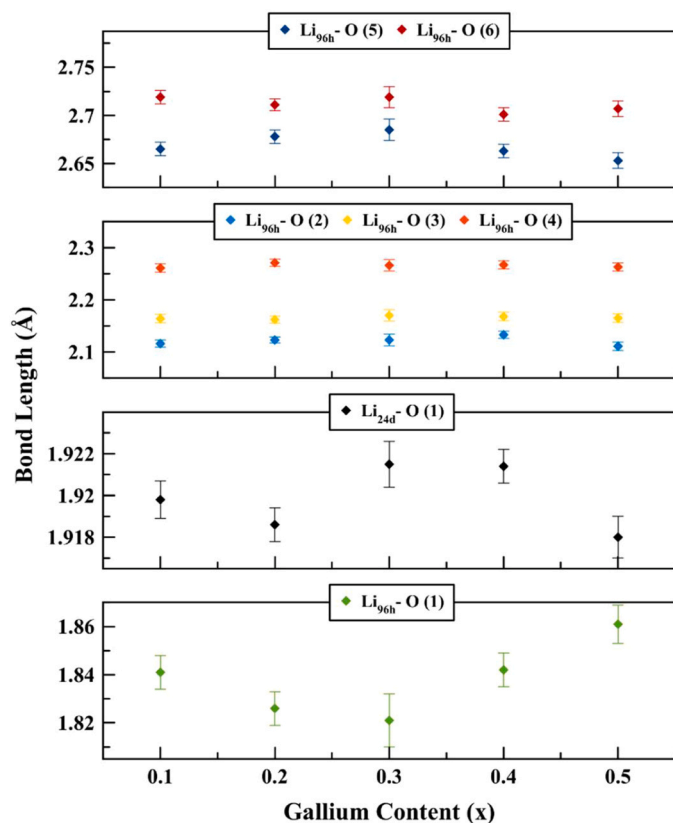 Li96h- O (5) Li96h- O (6)
2.75
2.7
2.65
Li96h- O (2) Li96h- O (3) Li96h- O (4)
2.3
2.2
2.1
Bond Length (Å)
Li24d- O (1)
1.922
1.92
1.918
Li96h- O (1)
1.86
1.84
1.82
0.1 0.2 0.3 0.4 0.5
Gallium Content (x)